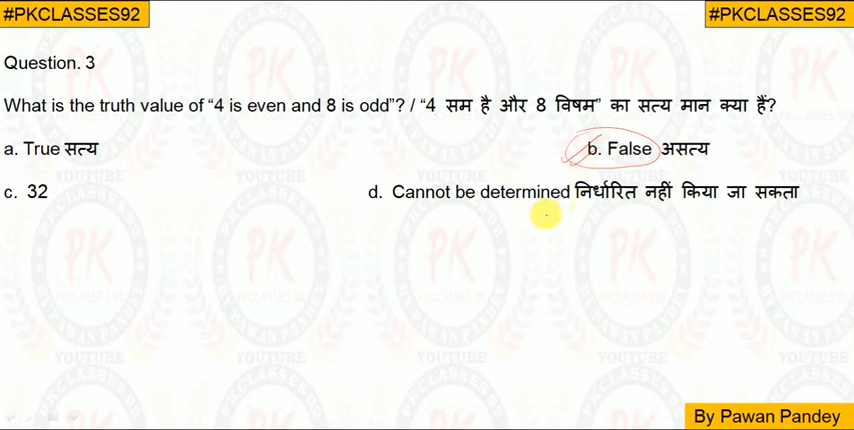 #PKCLASSES92
#PKCLASSES92
Question. 3
What is the truth value of “4 is even and 8 is odd”? / “4 सम है और 8 विषम” का सत्य मान क्या हैं?
a. True सत्य
b. False असत्य
c. 32
d. Cannot be determined निर्धारित नहीं किया जा सकता
By Pawan Pandey